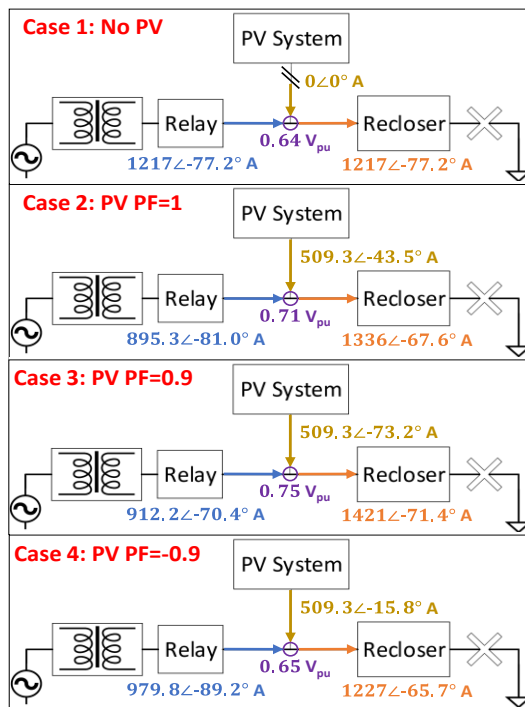 Case 1: No PV
PV System
0∠0° A
Relay
Recloser
0.64 Vpu
1217∠-77.2° A
1217∠-77.2° A
Case 2: PV PF=1
PV System
509.3∠-43.5° A
Relay
Recloser
0.71 Vpu
895.3∠-81.0° A
1336∠-67.6° A
Case 3: PV PF=0.9
PV System
509.3∠-73.2° A
Relay
Recloser
0.75 Vpu
912.2∠-70.4° A
1421∠-71.4° A
Case 4: PV PF=-0.9
PV System
509.3∠-15.8° A
Relay
Recloser
0.65 Vpu
979.8∠-89.2° A
1227∠-65.7° A